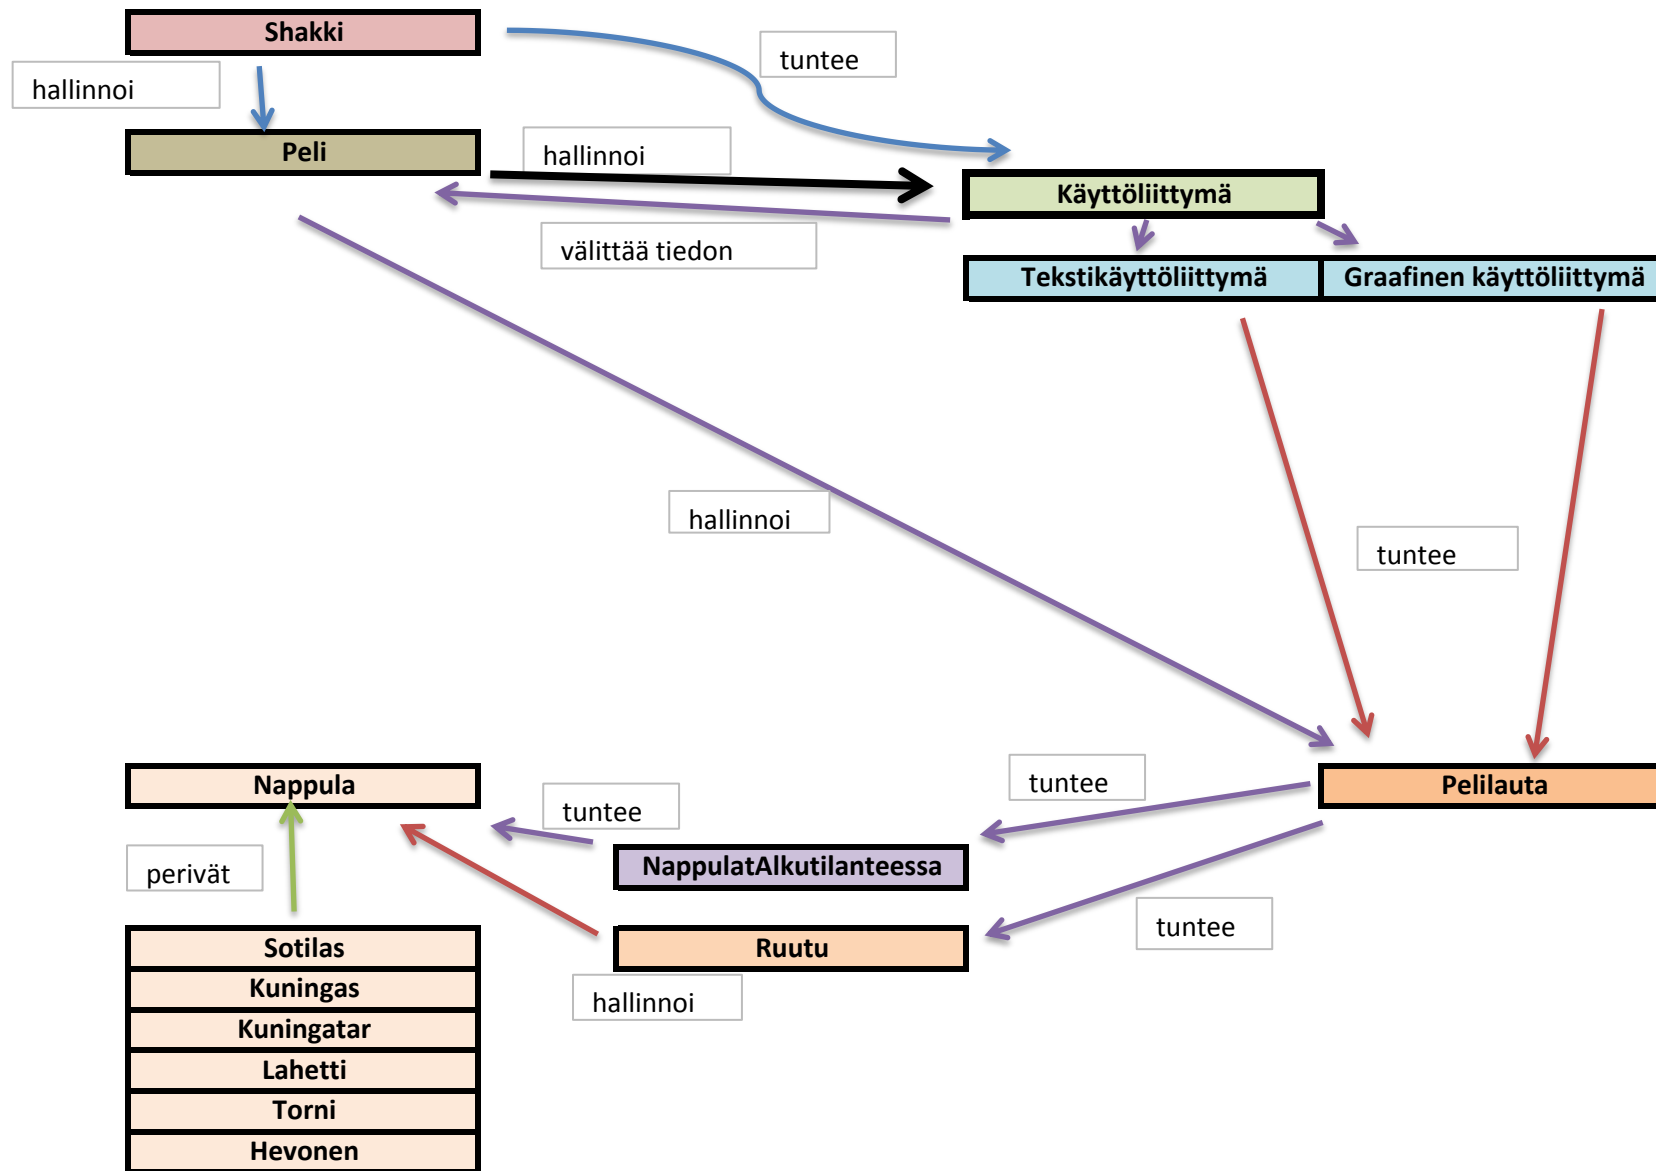 Shakki
tuntee
hallinnoi
Peli
hallinnoi
Käyttöliittymä
välittää tiedon
Tekstikäyttöliittymä
Graafinen käyttöliittymä
hallinnoi
tuntee
Nappula
tuntee
tuntee
Pelilauta
NappulatAlkutilanteessa
perivät
tuntee
Sotilas
Ruutu
Kuningas
hallinnoi
Kuningatar
Lahetti
Torni
Hevonen